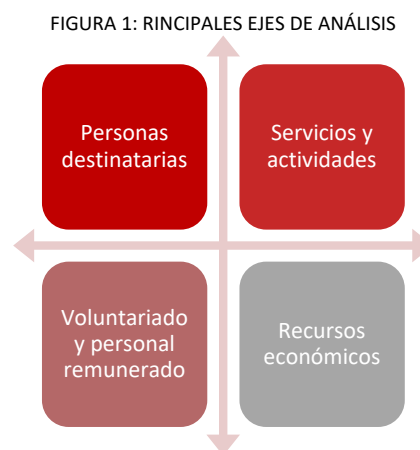 FIGURA 1: RINCIPALES EJES DE ANÁLISIS
Personas
destinatarias
Servicios y
actividades
Voluntariado
y personal
remunerado
Recursos
económicos